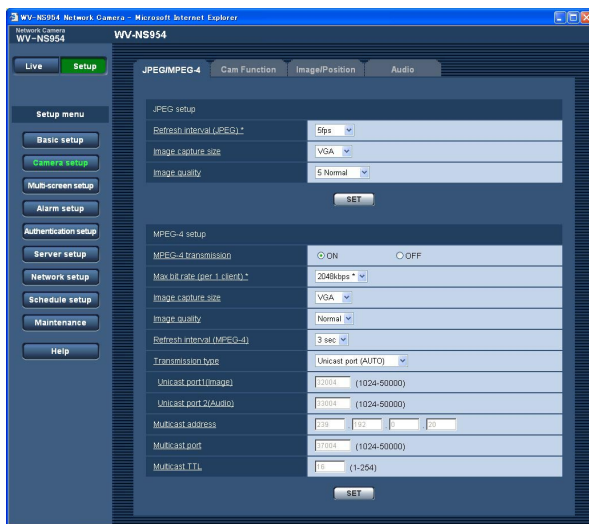 WV-NS954 Network Camera - Microsoft Internet Explorer
Network Camera
WV-NS954
WV-NS954
Live
Setup
JPEG/MPEG-4
Cam Function
Image/Position
Audio
Setup menu
Basic setup
Camera setup
Multi-screen setup
Alarm setup
Authentication setup
Server setup
Network setup
Schedule setup
Maintenance
Help
JPEG setup
Refresh interval (JPEG) * 5fps
Image capture size VGA
Image quality 5 Normal
SET
MPEG-4 setup
MPEG-4 transmission ON OFF
Max bit rate (per 1 client) * 2048kbps *
Image capture size VGA
Image quality Normal
Refresh interval (MPEG-4) 3 sec
Transmission type Unicast port (AUTO)
Unicast port1(Image) 32004 (1024-50000)
Unicast port 2(Audio) 33004 (1024-50000)
Multicast address 239 . 192 . 0 . 20
Multicast port 37004 (1024-50000)
Multicast TTL 16 (1-254)
SET